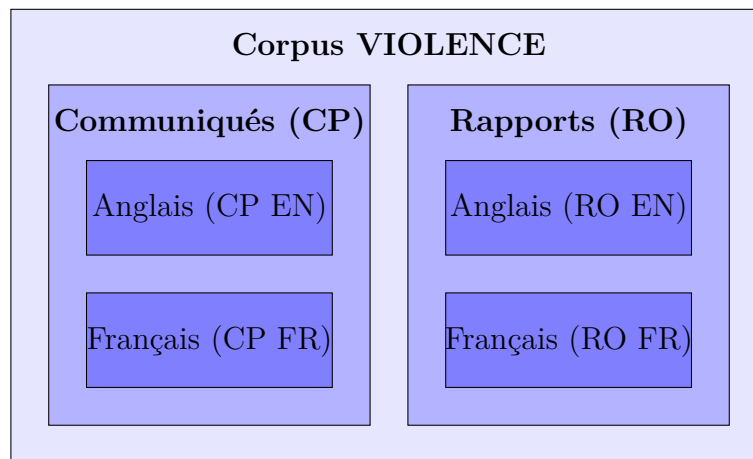 Corpus VIOLENCE
Communiqués (CP)
Anglais (CP EN)
Français (CP FR)
Rapports (RO)
Anglais (RO EN)
Français (RO FR)